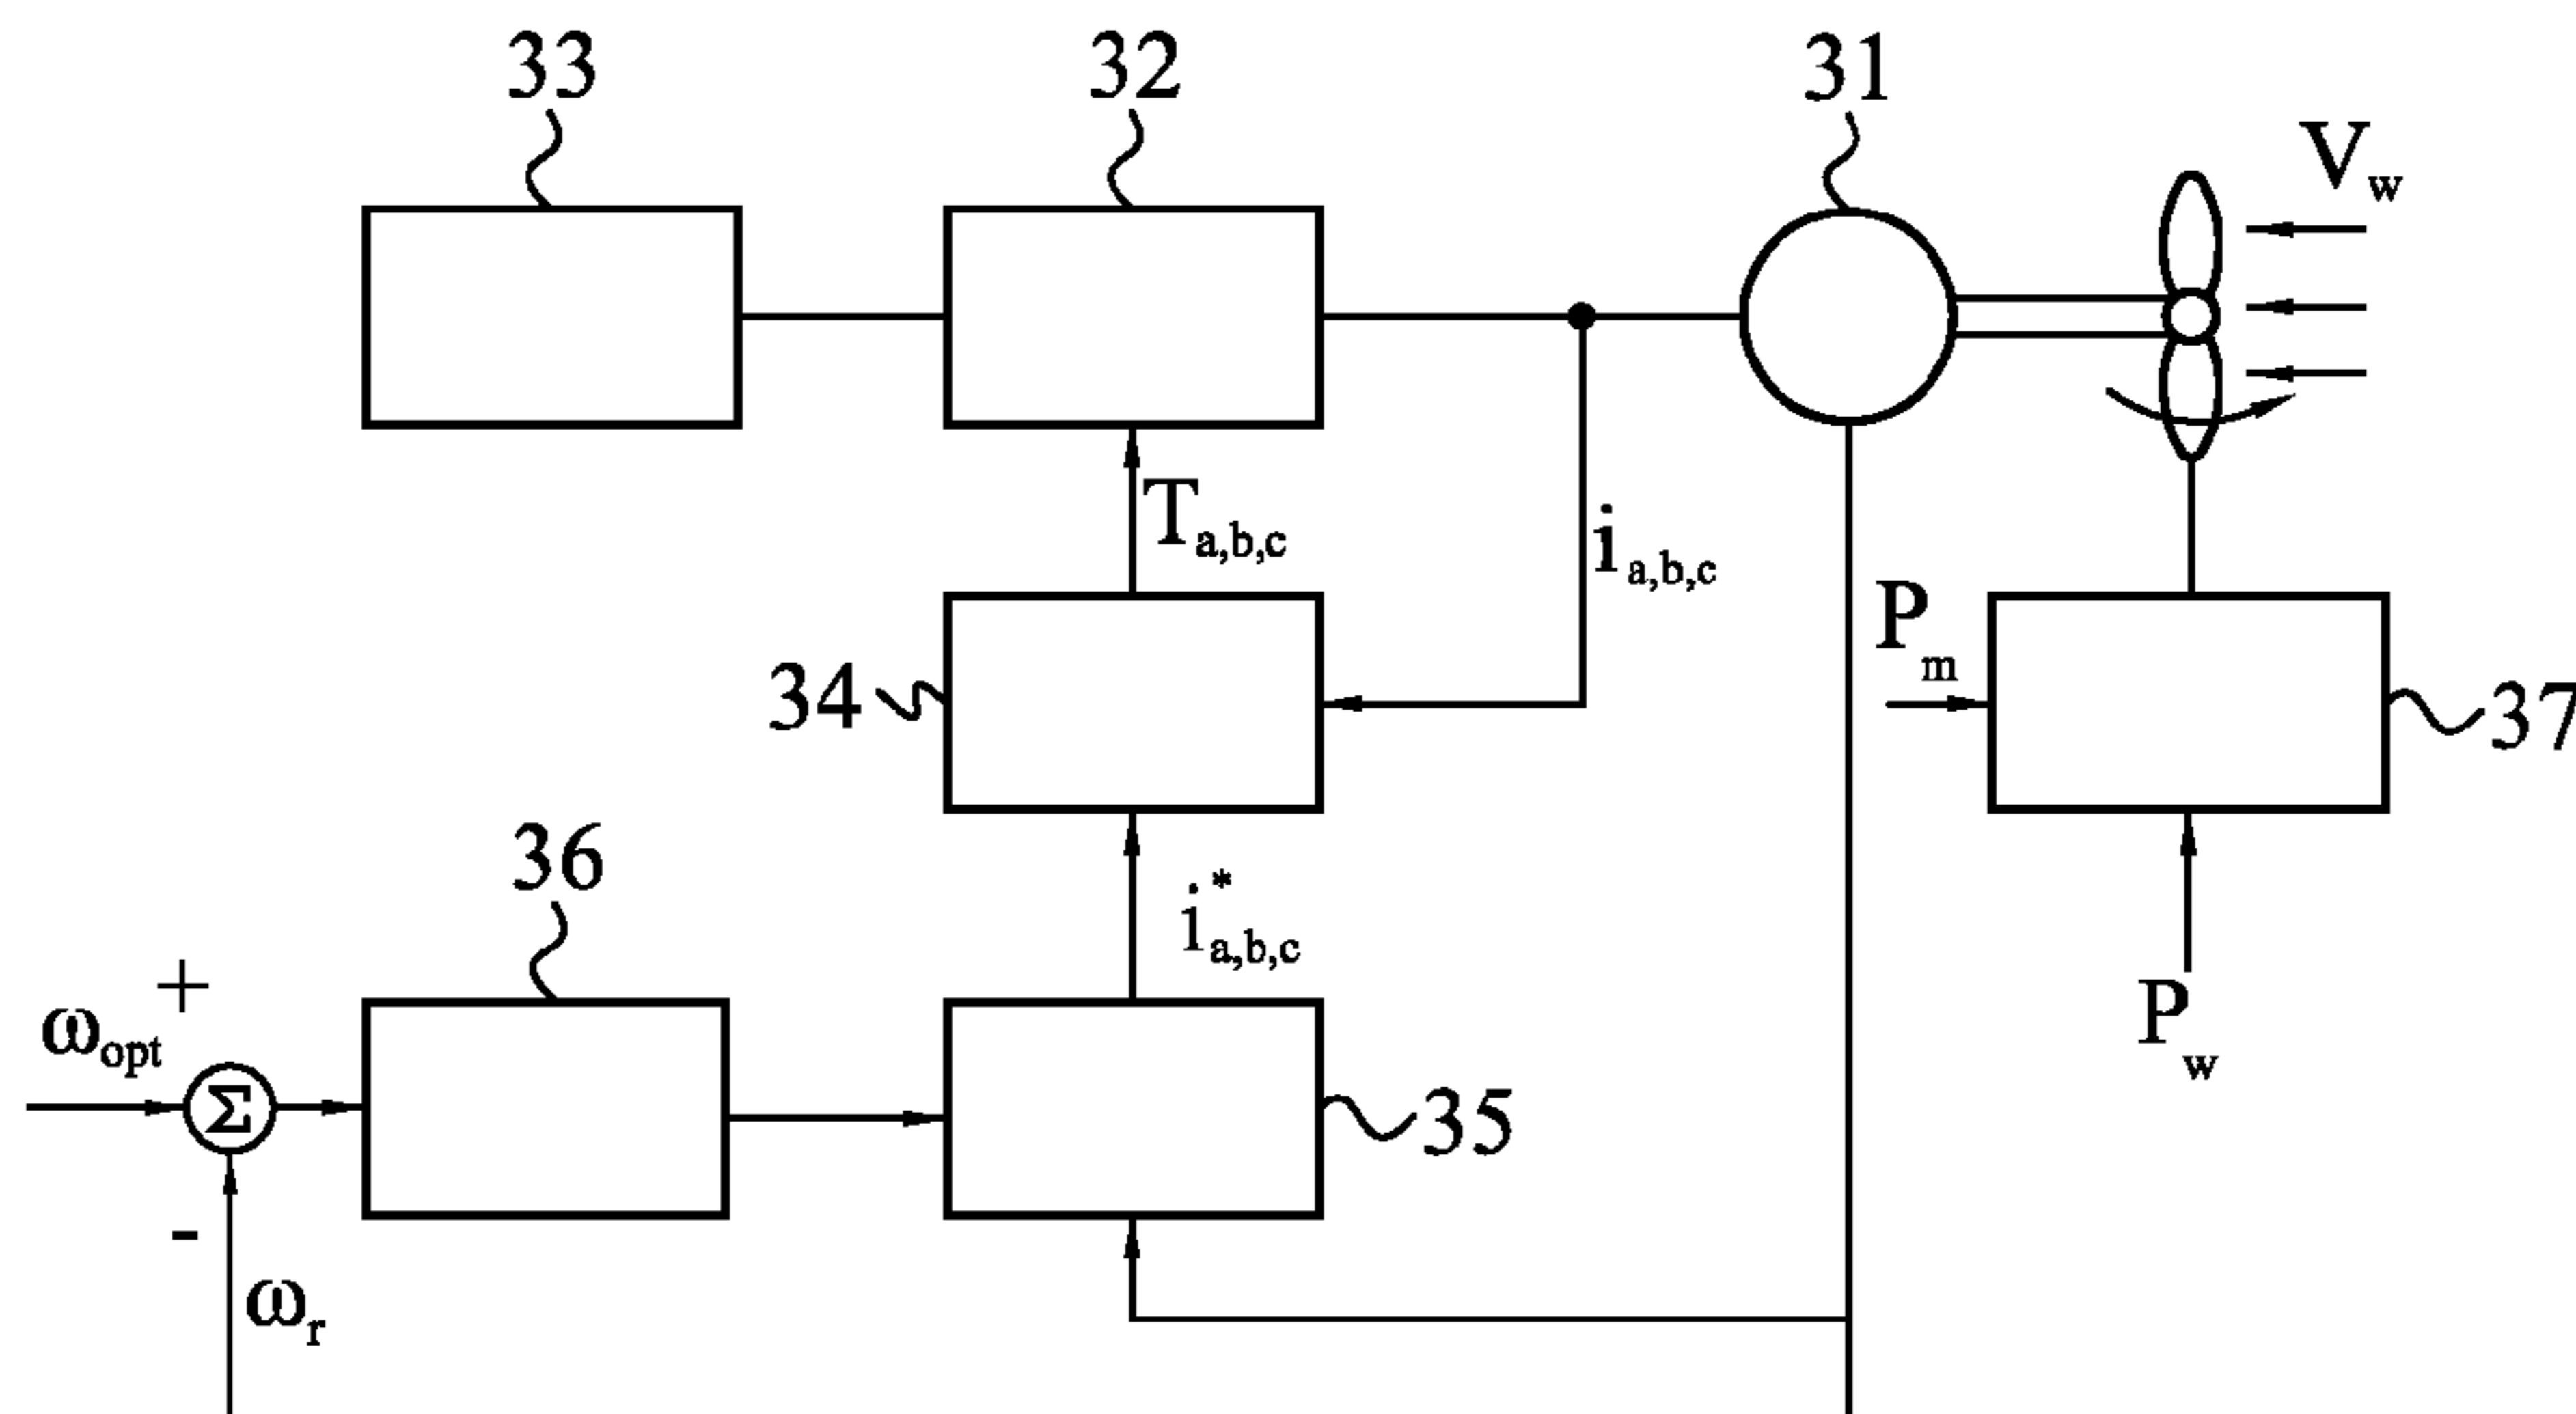 33
32
31
V_w
T_a,b,c
i_a,b,c
P_m
34
37
36
i*_a,b,c
+
ω_opt
Σ
P_w
35
-
ω_r